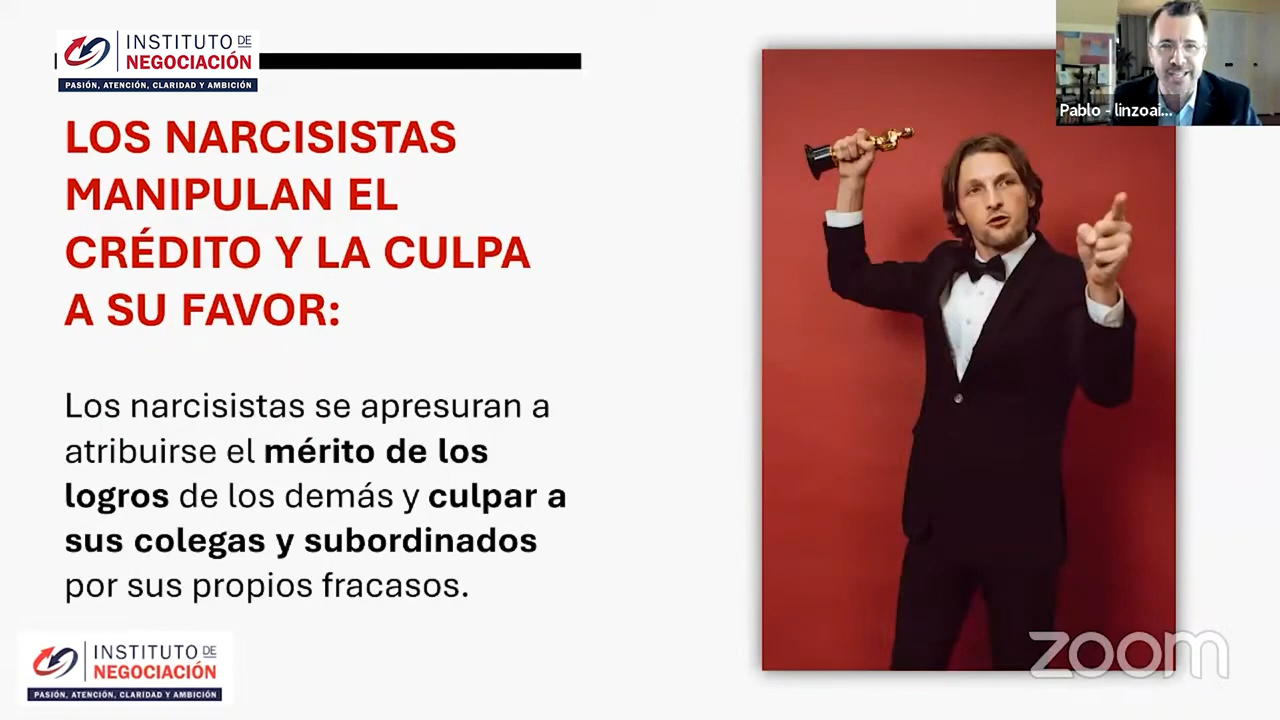 INSTITUTO DE
NEGOCIACIÓN
PASIÓN, ATENCIÓN, CLARIDAD Y AMBICIÓN
LOS NARCISISTAS
MANIPULAN EL
CRÉDITO Y LA CULPA
A SU FAVOR:
Los narcisistas se apresuran a
atribuirse el mérito de los
logros de los demás y culpar a
sus colegas y subordinados
por sus propios fracasos.
INSTITUTO DE
NEGOCIACIÓN
PASIÓN, ATENCIÓN, CLARIDAD Y AMBICIÓN
Pablo - linzoai...
zoom